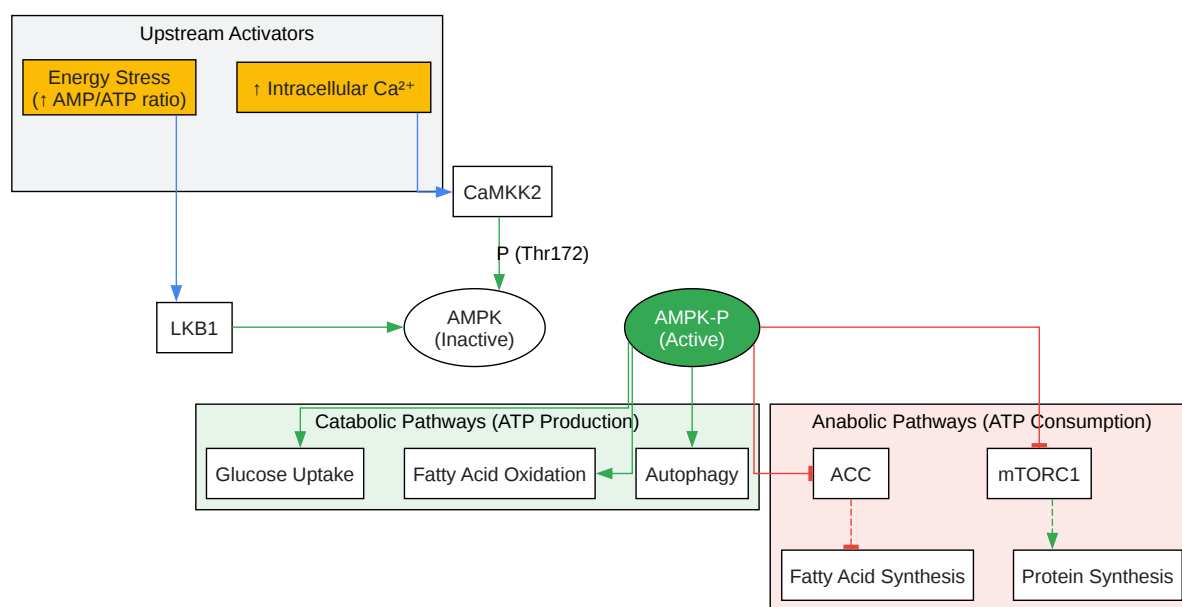 Upstream Activators
Energy Stress
(↑ AMP/ATP ratio)
↑ Intracellular Ca²⁺
CaMKK2
P (Thr172)
LKB1
AMPK
(Inactive)
AMPK-P
(Active)
Catabolic Pathways (ATP Production)
Glucose Uptake
Fatty Acid Oxidation
Autophagy
Anabolic Pathways (ATP Consumption)
ACC
mTORC1
Fatty Acid Synthesis
Protein Synthesis